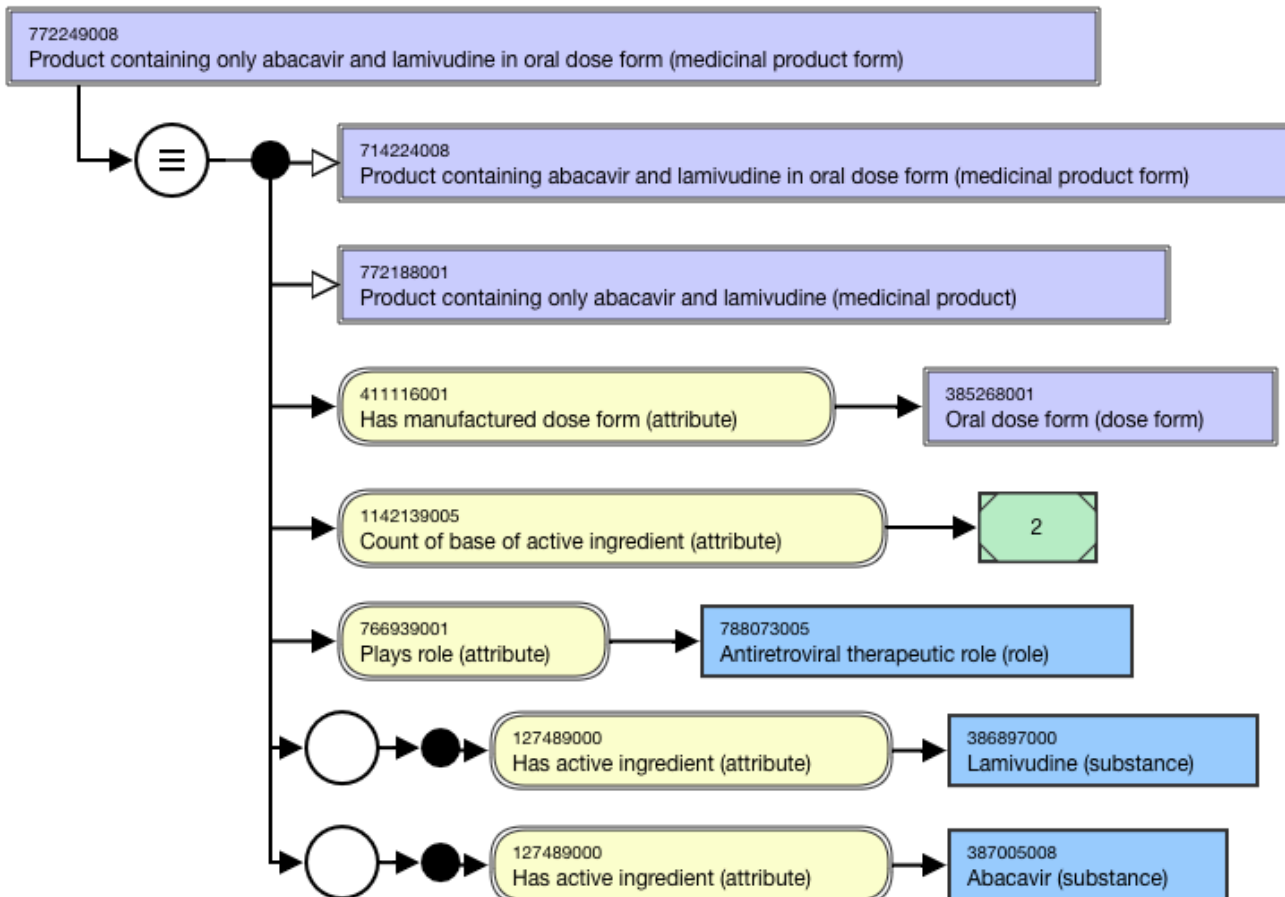 772249008
Product containing only abacavir and lamivudine in oral dose form (medicinal product form)
714224008
Product containing abacavir and lamivudine in oral dose form (medicinal product form)
772188001
Product containing only abacavir and lamivudine (medicinal product)
411116001
Has manufactured dose form (attribute)
385268001
Oral dose form (dose form)
1142139005
Count of base of active ingredient (attribute)
2
766939001
Plays role (attribute)
788073005
Antiretroviral therapeutic role (role)
127489000
Has active ingredient (attribute)
386897000
Lamivudine (substance)
127489000
Has active ingredient (attribute)
387005008
Abacavir (substance)